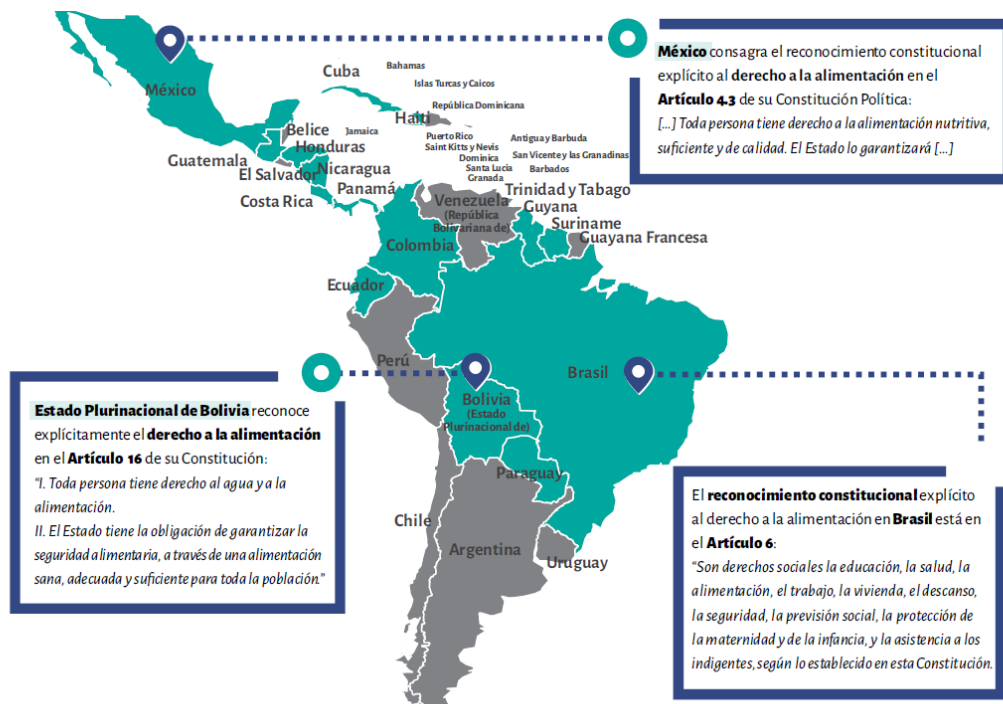 México consagra el reconocimiento constitucional
explícito al derecho a la alimentación en el
Artículo 4.3 de su Constitución Política:
[...] Toda persona tiene derecho a la alimentación nutritiva,
suficiente y de calidad. El Estado lo garantizará [...]
México
Cuba
Bahamas
Islas Turcas y Caicos
República Dominicana
Haití
Jamaica
Puerto Rico
Saint Kitts y Nevis
Antigua y Barbuda
Dominica
San Vicente y las Granadinas
Santa Lucía
Barbados
Granada
Belice
Honduras
Guatemala
El Salvador
Nicaragua
Costa Rica
Panamá
Trinidad y Tabago
Venezuela
(República
Bolivariana de)
Guyana
Suriname
Guayana Francesa
Colombia
Ecuador
Perú
Brasil
Bolivia
(Estado
Plurinacional de)
Paraguay
Chile
Argentina
Uruguay
Estado Plurinacional de Bolivia reconoce
explícitamente el derecho a la alimentación
en el Artículo 16 de su Constitución:
"I. Toda persona tiene derecho al agua y a la
alimentación.
II. El Estado tiene la obligación de garantizar la
seguridad alimentaria, a través de una alimentación
sana, adecuada y suficiente para toda la población."
El reconocimiento constitucional explícito
al derecho a la alimentación en Brasil está en
el Artículo 6:
"Son derechos sociales la educación, la salud, la
alimentación, el trabajo, la vivienda, el descanso,
la seguridad, la previsión social, la protección de
la maternidad y de la infancia, y la asistencia a los
indigentes, según lo establecido en esta Constitución.